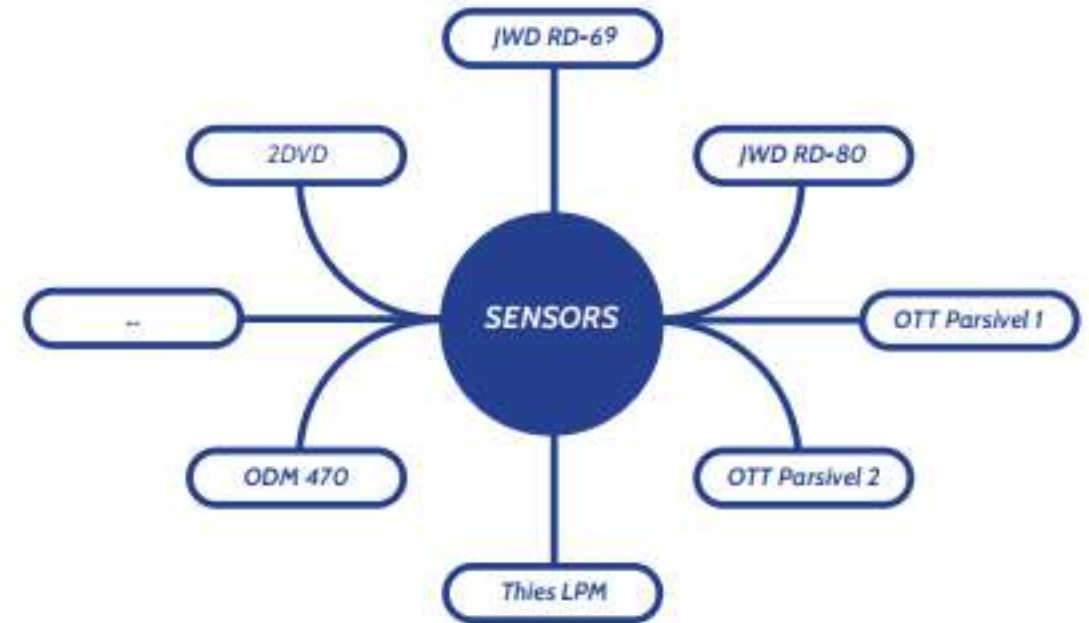 JWD RD-69
2DVD
JWD RD-80
...
SENSORS
OTT Parsivel 1
ODM 470
OTT Parsivel 2
Thies LPM